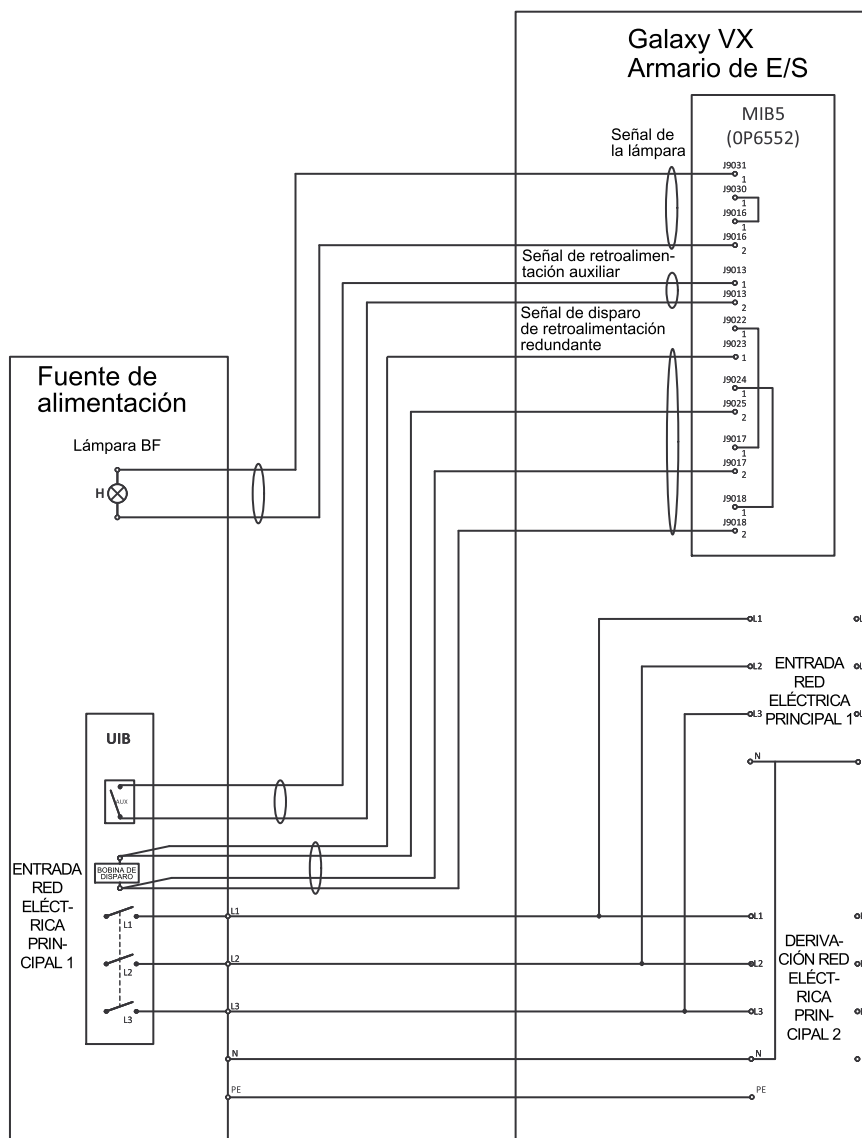 Galaxy VX
Armario de E/S
MIB5
(0P6552)
Señal de
la lámpara
J9031
1
J9030
1
J9016
1
J9016
2
Señal de retroalimen-
tación auxiliar
J9013
1
J9013
2
Señal de disparo
de retroalimentación
redundante
J9022
1
J9023
1
J9024
1
J9025
2
J9017
1
J9017
2
J9018
1
J9018
2
Fuente de
alimentación
Lámpara BF
H
L1
L2
L3
N
ENTRADA
RED
ELÉCTRICA
PRINCIPAL 1
UIB
AUX
BOBINA DE
DISPARO
ENTRADA
RED
ELÉCT-
RICA
PRIN-
CIPAL 1
L1
L2
L3
L1
L2
L3
N
PE
L1
L2
L3
N
PE
DERIVA-
CIÓN RED
ELÉCT-
RICA
PRIN-
CIPAL 2